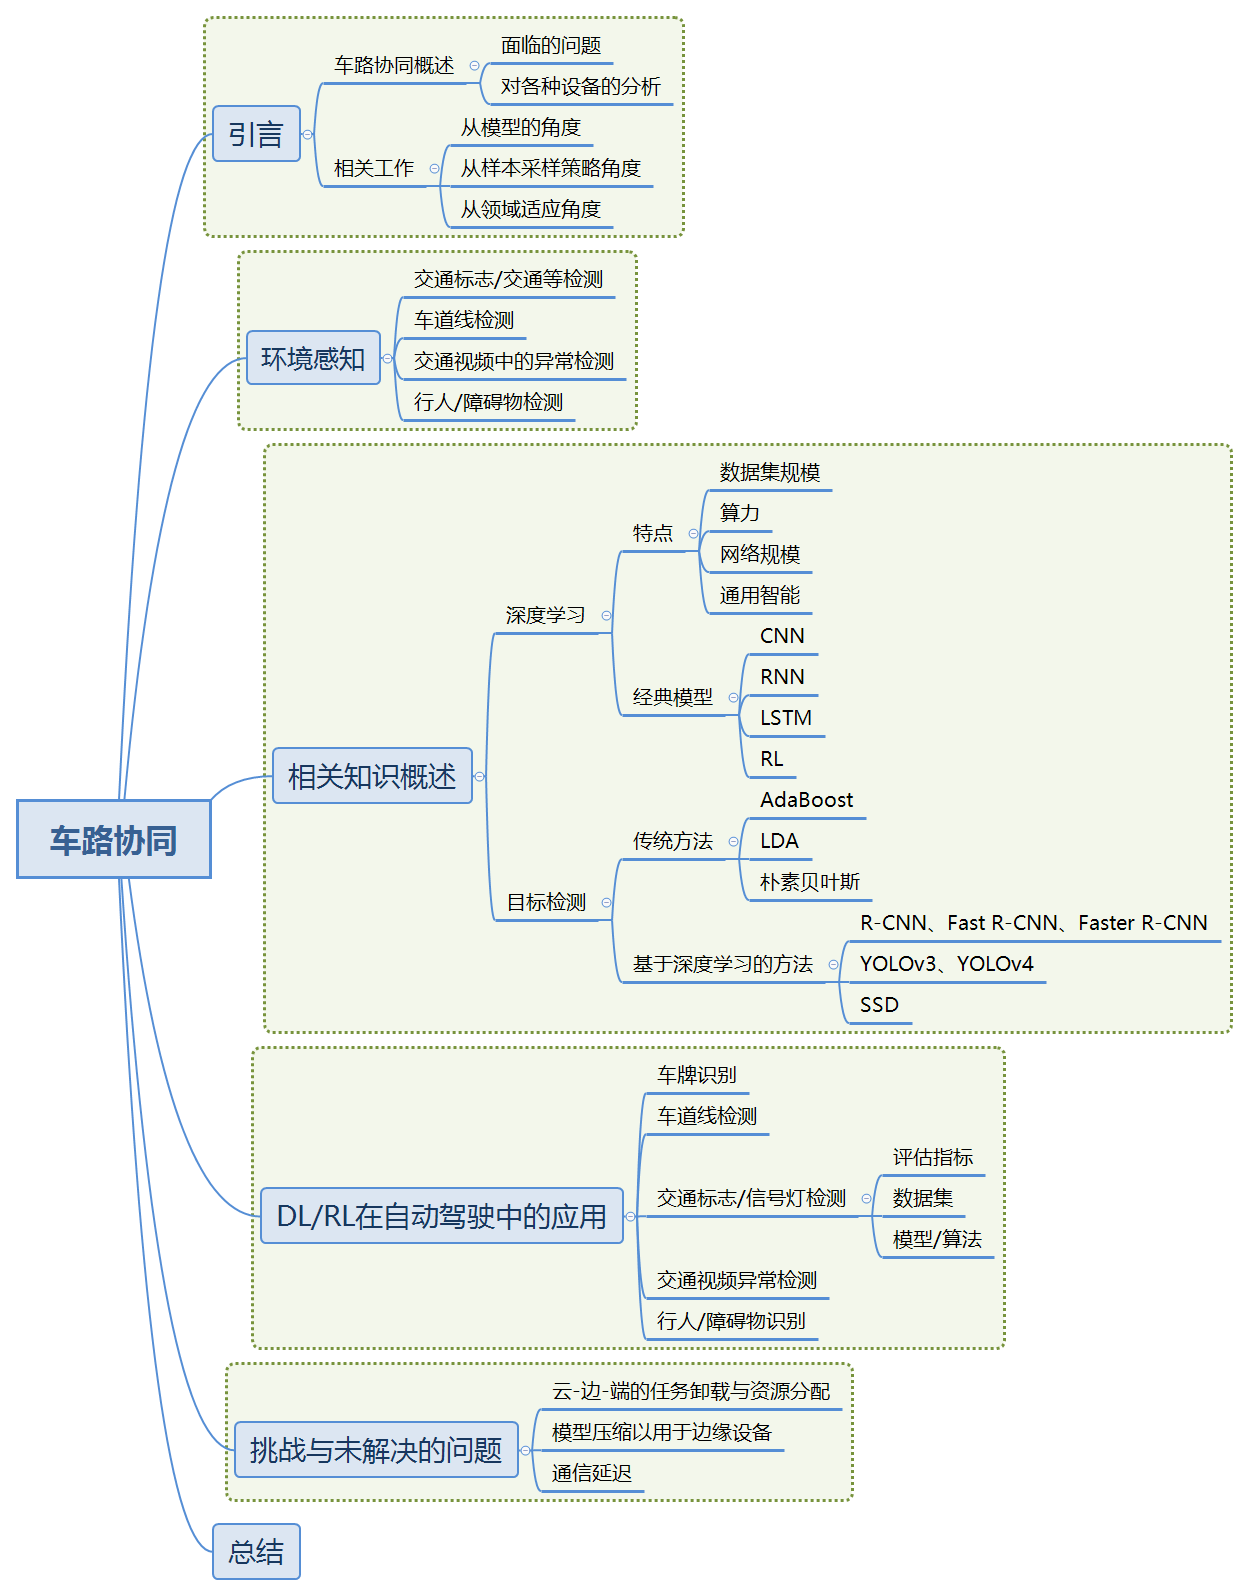 车路协同
引言
车路协同概述
面临的问题
对各种设备的分析
相关工作
从模型的角度
从样本采样策略角度
从领域适应角度
环境感知
交通标志/交通等检测
车道线检测
交通视频中的异常检测
行人/障碍物检测
相关知识概述
深度学习
特点
数据集规模
算力
网络规模
通用智能
经典模型
CNN
RNN
LSTM
RL
目标检测
传统方法
AdaBoost
LDA
朴素贝叶斯
基于深度学习的方法
R-CNN、Fast R-CNN、Faster R-CNN
YOLOv3、YOLOv4
SSD
DL/RL在自动驾驶中的应用
车牌识别
车道线检测
交通标志/信号灯检测
评估指标
数据集
模型/算法
交通视频异常检测
行人/障碍物识别
挑战与未解决的问题
云-边-端的任务卸载与资源分配
模型压缩以用于边缘设备
通信延迟
总结